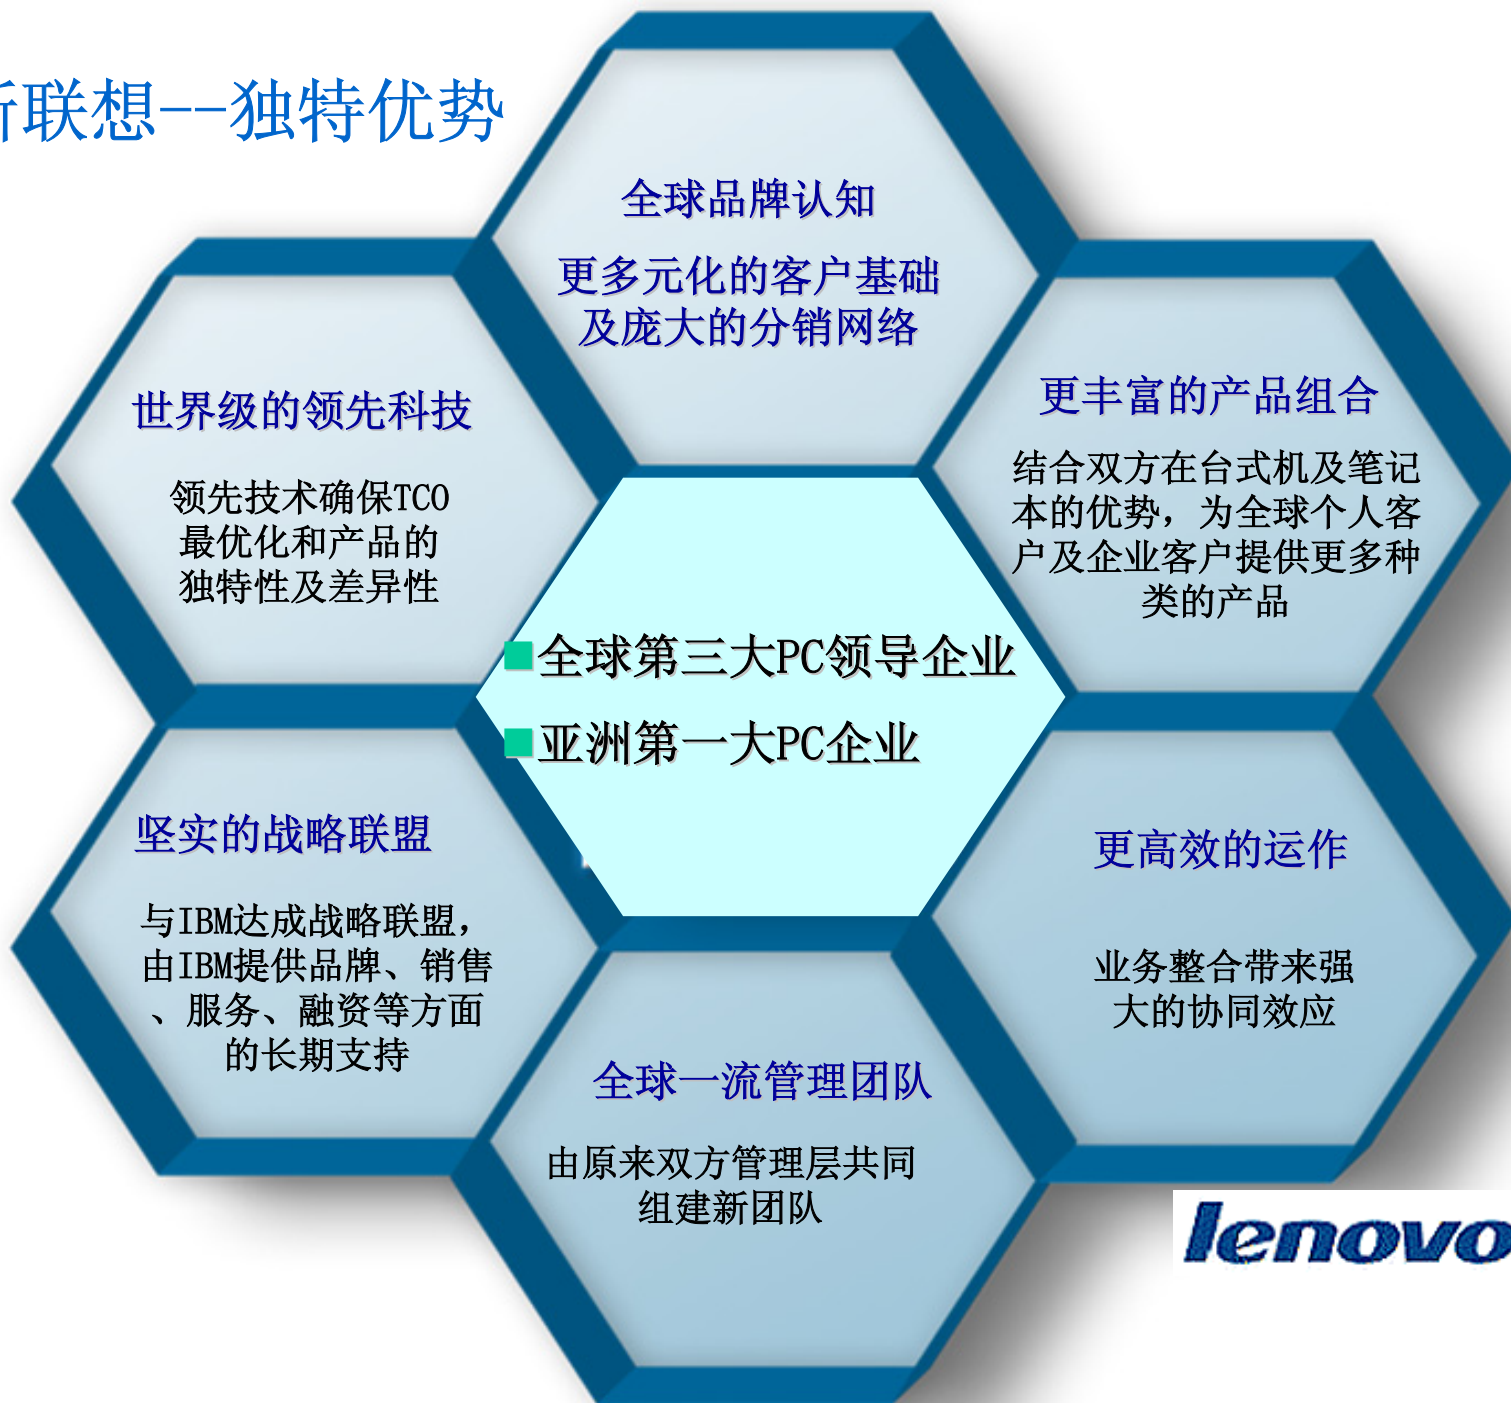 新联想--独特优势
全球品牌认知
更多元化的客户基础
及庞大的分销网络
世界级的领先科技
领先技术确保TCO
最优化和产品的
独特性及差异性
更丰富的产品组合
结合双方在台式机及笔记
本的优势，为全球个人客
户及企业客户提供更多种
类的产品
■全球第三大PC领导企业
■亚洲第一大PC企业
坚实的战略联盟
与IBM达成战略联盟，
由IBM提供品牌、销售
、服务、融资等方面
的长期支持
更高效的运作
业务整合带来强
大的协同效应
全球一流管理团队
由原来双方管理层共同
组建新团队
lenovo